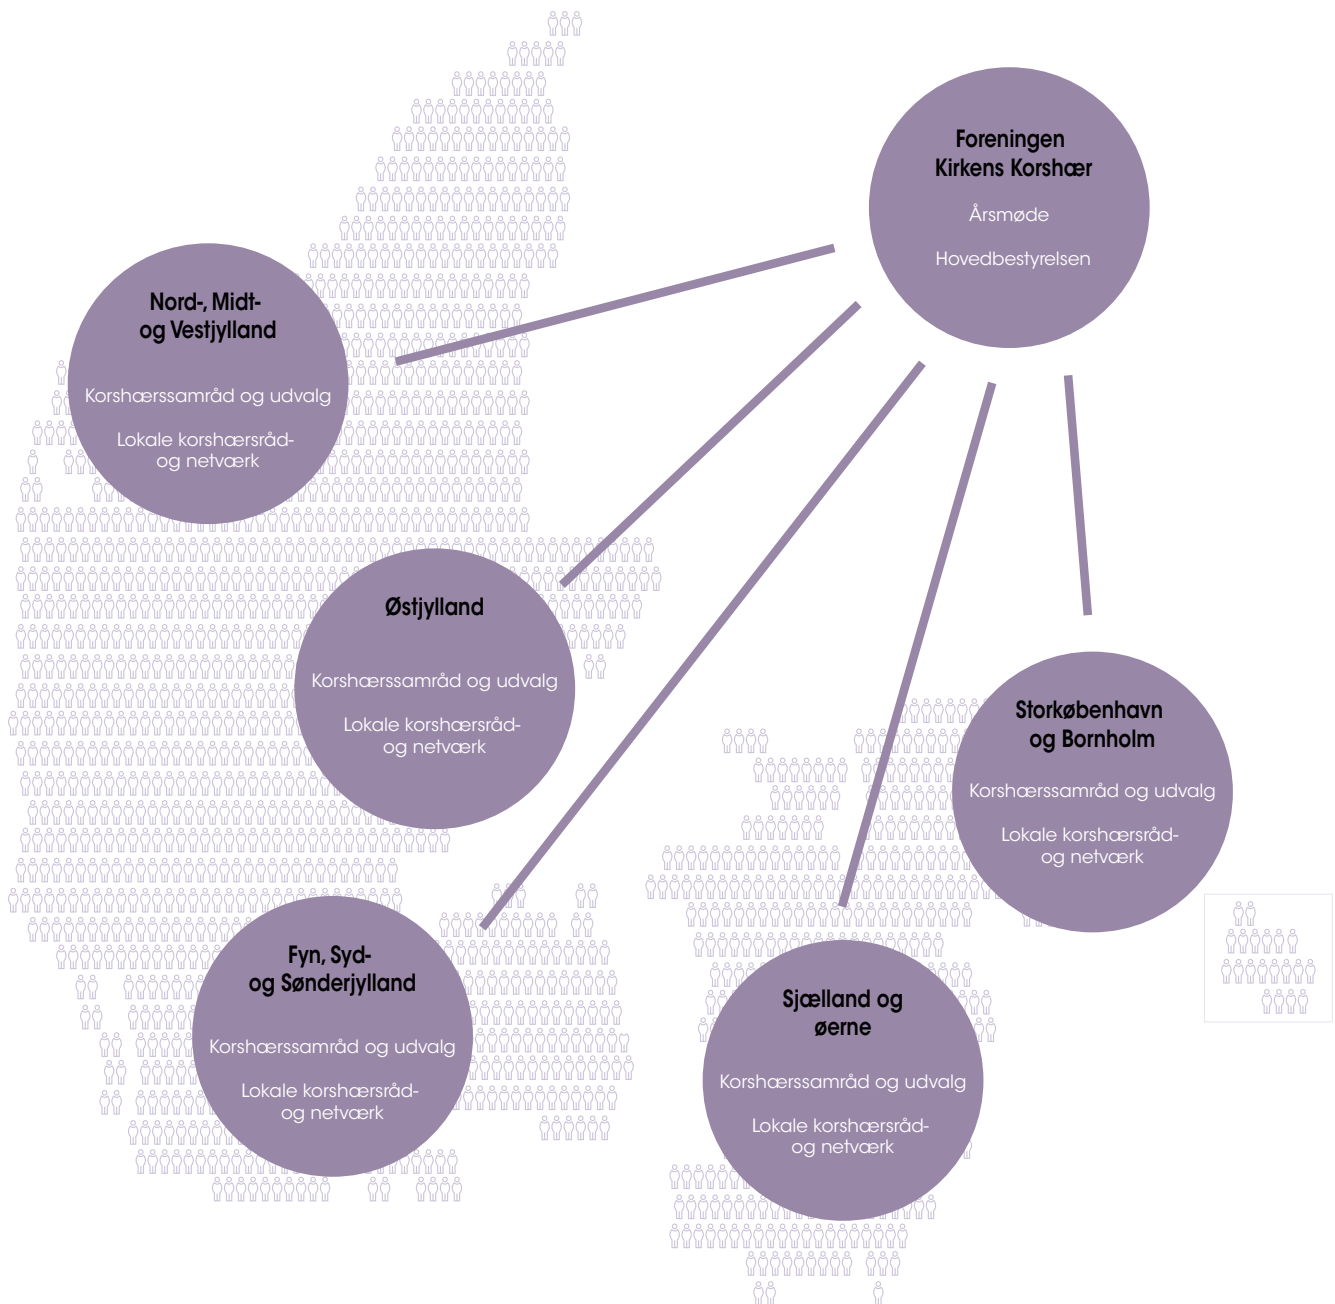 Foreningen
Kirkens Korshær
Årsmøde
Hovedbestyrelsen
Nord-, Midt-
og Vestjylland
Korshærssamråd og udvalg
Lokale korshærsråd-
og netværk
Østjylland
Korshærssamråd og udvalg
Lokale korshærsråd-
og netværk
Storkøbenhavn
og Bornholm
Korshærssamråd og udvalg
Lokale korshærsråd-
og netværk
Fyn, Syd-
og Sønderjylland
Korshærssamråd og udvalg
Lokale korshærsråd-
og netværk
Sjælland og
øerne
Korshærssamråd og udvalg
Lokale korshærsråd-
og netværk